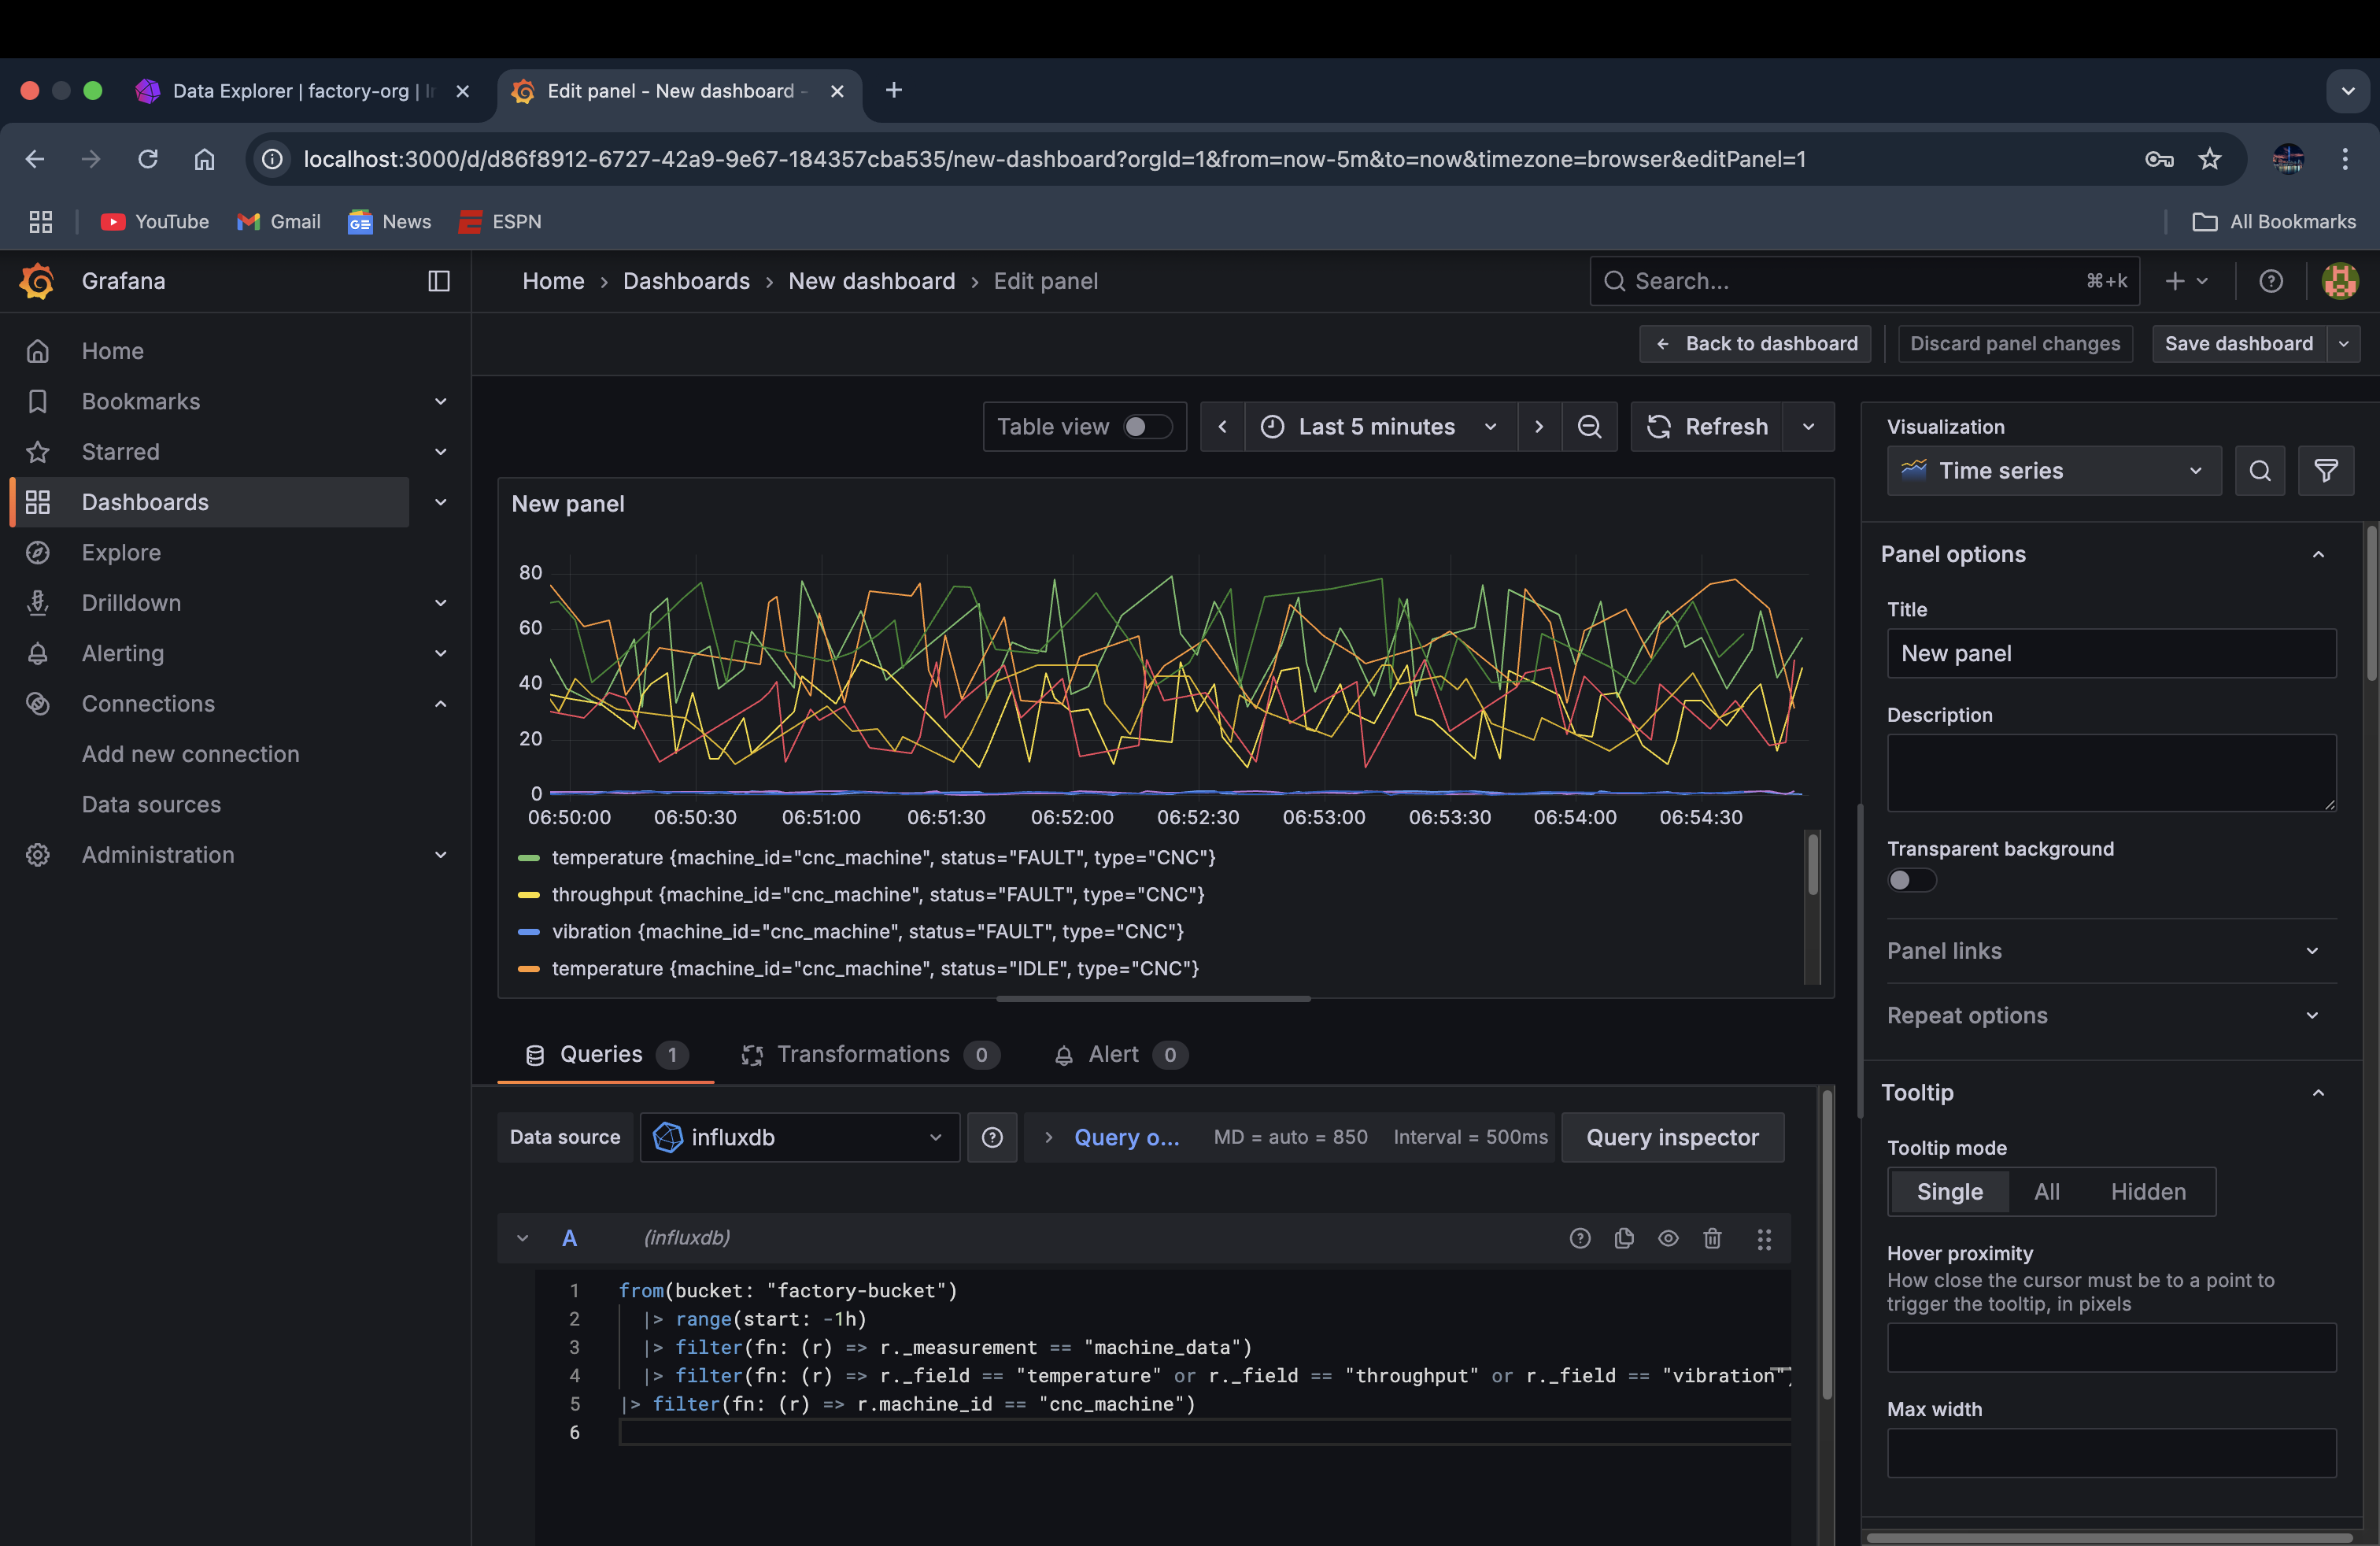 Data Explorer | factory-org |
Edit panel - New dashboard -
localhost:3000/d/d86f8912-6727-42a9-9e67-184357cba535/new-dashboard?orgId=1&from=now-5m&to=now&timezone=browser&editPanel=1
YouTube
Gmail
News
ESPN
All Bookmarks
Grafana
Home
Bookmarks
Starred
Dashboards
Explore
Drilldown
Alerting
Connections
Add new connection
Data sources
Administration
Home › Dashboards › New dashboard › Edit panel
Search... ⌘+k
Back to dashboard
Discard panel changes
Save dashboard
Table view
Last 5 minutes
Refresh
New panel
80
60
40
20
0
06:50:00 06:50:30 06:51:00 06:51:30 06:52:00 06:52:30 06:53:00 06:53:30 06:54:00 06:54:30
temperature {machine_id="cnc_machine", status="FAULT", type="CNC"}
throughput {machine_id="cnc_machine", status="FAULT", type="CNC"}
vibration {machine_id="cnc_machine", status="FAULT", type="CNC"}
temperature {machine_id="cnc_machine", status="IDLE", type="CNC"}
Queries 1
Transformations 0
Alert 0
Data source
influxdb
Query o...
MD = auto = 850
Interval = 500ms
Query inspector
A
(influxdb)
1 from(bucket: "factory-bucket")
2 |> range(start: -1h)
3 |> filter(fn: (r) => r._measurement == "machine_data")
4 |> filter(fn: (r) => r._field == "temperature" or r._field == "throughput" or r._field == "vibration")
5 |> filter(fn: (r) => r.machine_id == "cnc_machine")
6
Visualization
Time series
Panel options
Title
New panel
Description
Transparent background
Panel links
Repeat options
Tooltip
Tooltip mode
Single All Hidden
Hover proximity
How close the cursor must be to a point to
trigger the tooltip, in pixels
Max width